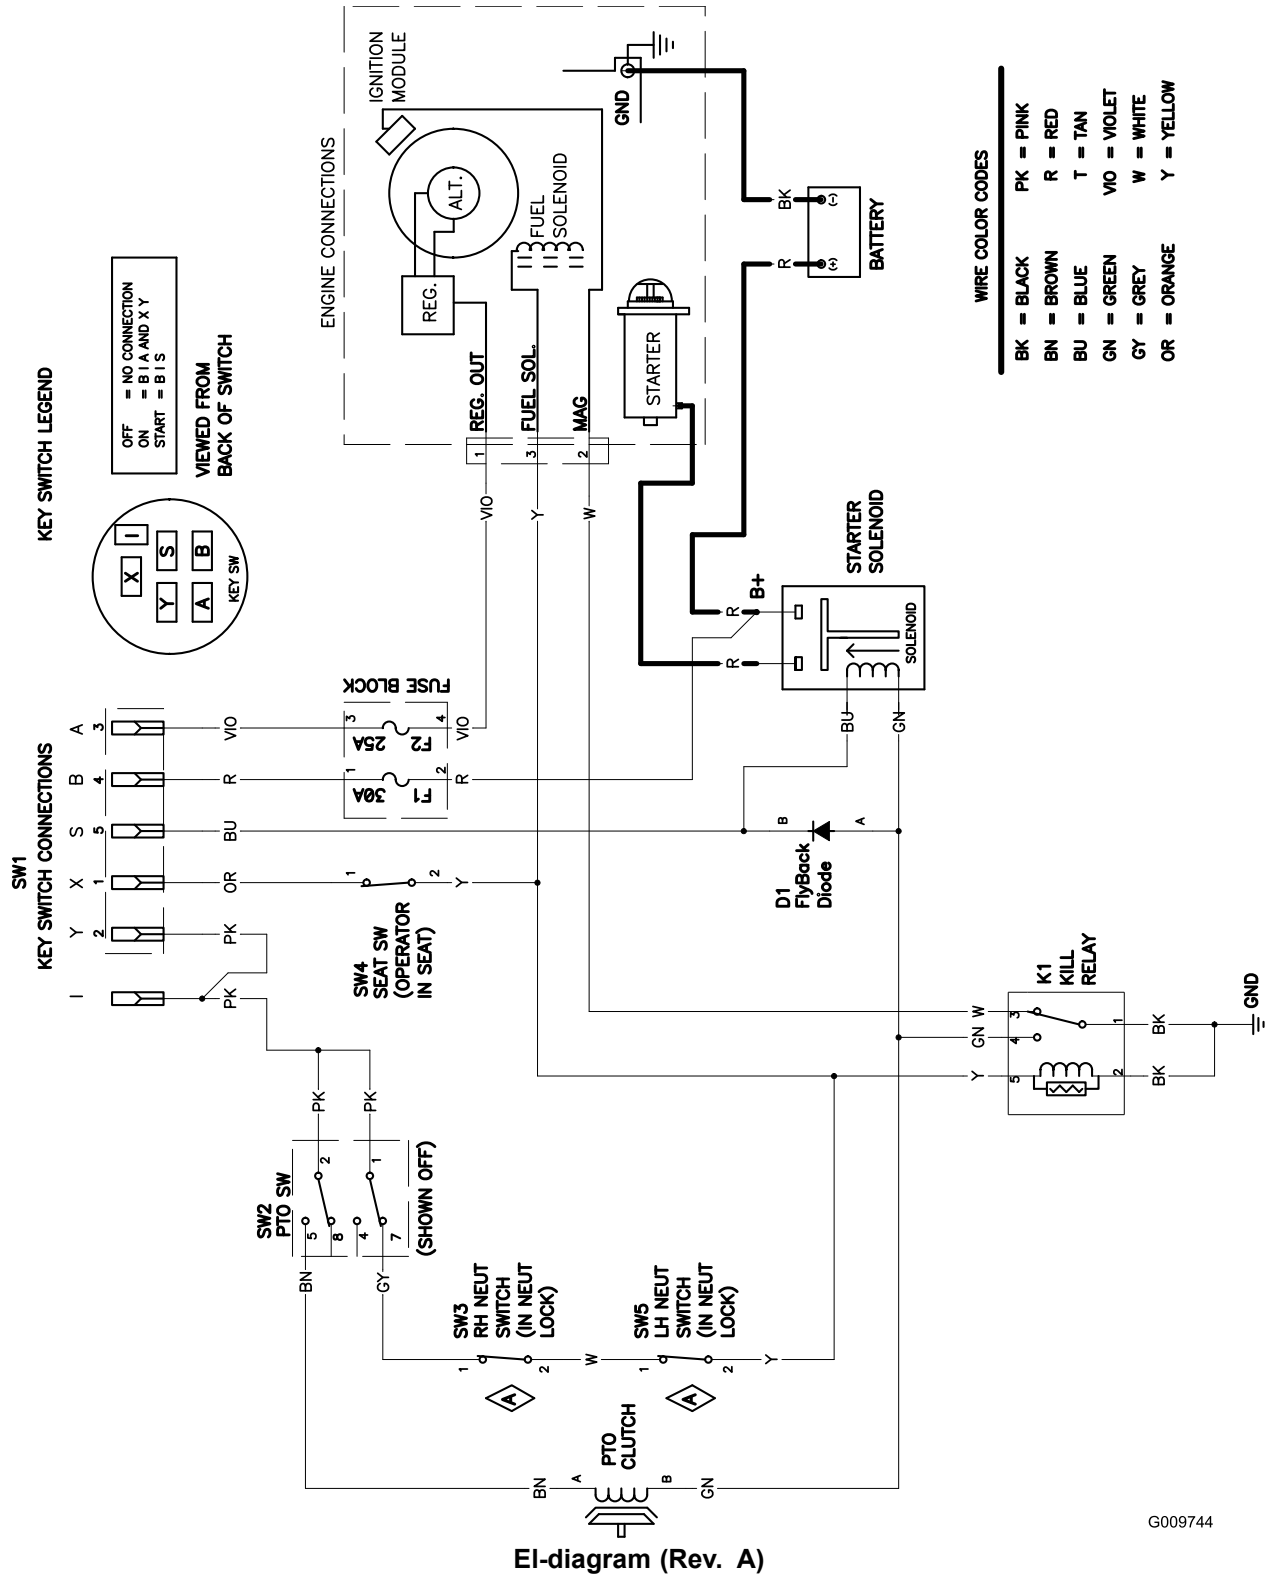 KEY SWITCH LEGEND
OFF = NO CONNECTION
ON = B I A AND X Y
START = B I S
VIEWED FROM
BACK OF SWITCH
X
I
Y
S
A
B
KEY SW
SW1
KEY SWITCH CONNECTIONS
I
Y
X
S
B
A
2
1
5
4
3
PK
PK
OR
BU
R
VIO
FUSE BLOCK
F2
25A
3
4
F1
30A
1
2
VIO
R
ENGINE CONNECTIONS
IGNITION
MODULE
ALT.
REG.
FUEL
SOLENOID
GND
STARTER
REG. OUT
FUEL SOL.
MAG
1
3
2
VIO
Y
W
BK
R
(-)
(+)
BATTERY
WIRE COLOR CODES
BK = BLACK PK = PINK
BN = BROWN R = RED
BU = BLUE T = TAN
GN = GREEN VIO = VIOLET
GY = GREY W = WHITE
OR = ORANGE Y = YELLOW
STARTER
SOLENOID
B+
R
R
SOLENOID
BU
GN
SW4
SEAT SW
(OPERATOR
IN SEAT)
1
2
Y
D1
FlyBack
Diode
B
A
K1
KILL
RELAY
W
GN
Y
3
4
5
1
2
BK
BK
GND
SW2
PTO SW
(SHOWN OFF)
PK
PK
2
1
5
8
4
7
BN
GY
SW3
RH NEUT
SWITCH
(IN NEUT
LOCK)
1
2
A
W
SW5
LH NEUT
SWITCH
(IN NEUT
LOCK)
1
2
A
Y
PTO
CLUTCH
BN
A
B
GN
G009744
El-diagram (Rev. A)